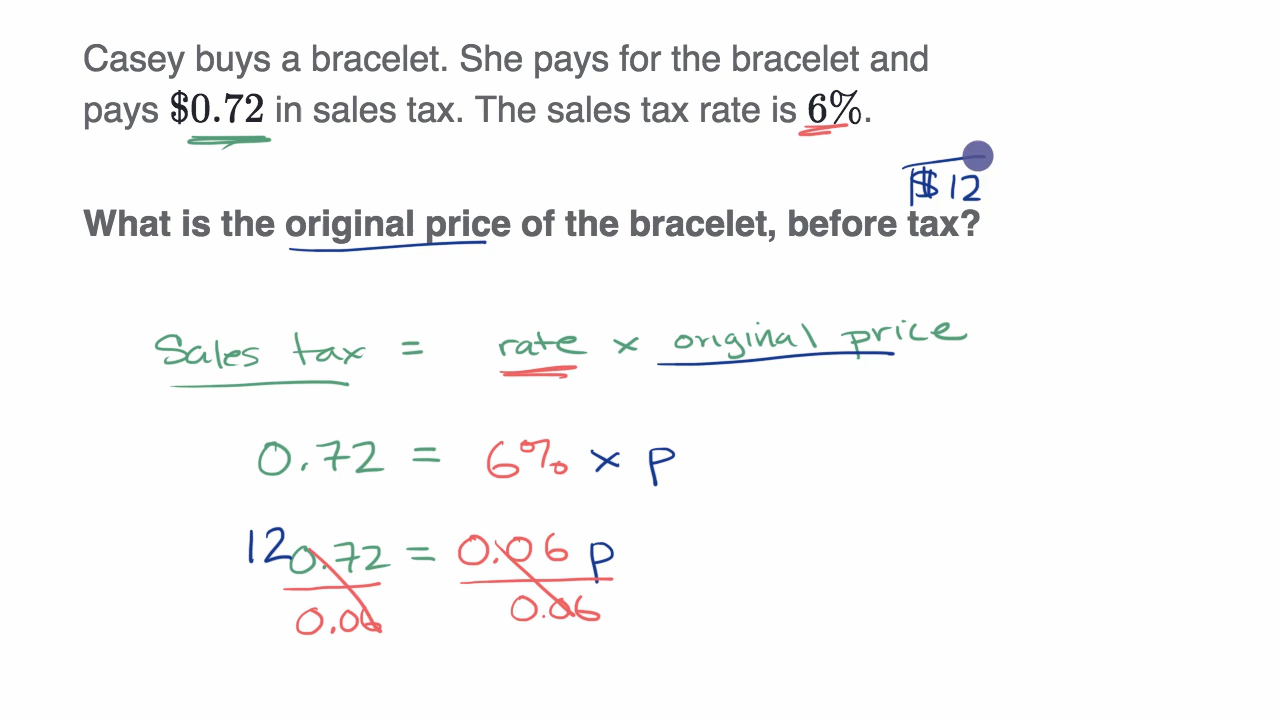 Casey buys a bracelet. She pays for the bracelet and
pays $0.72 in sales tax. The sales tax rate is 6%.
$12
What is the original price of the bracelet, before tax?
Sales tax = rate × original price
0.72 = 6% × p
12 0.72 = 0.06 p
0.06 0.06